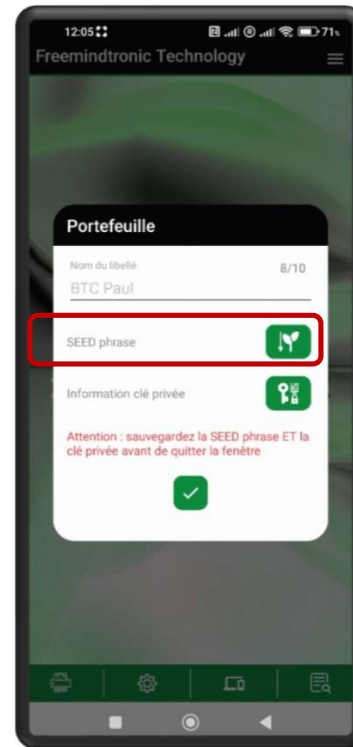 12:05
71%
Freemindtronic Technology
Portefeuille
Nom du libellé
8/10
BTC Paul
SEED phrase
Information clé privée
Attention : sauvegardez la SEED phrase ET la
clé privée avant de quitter la fenêtre